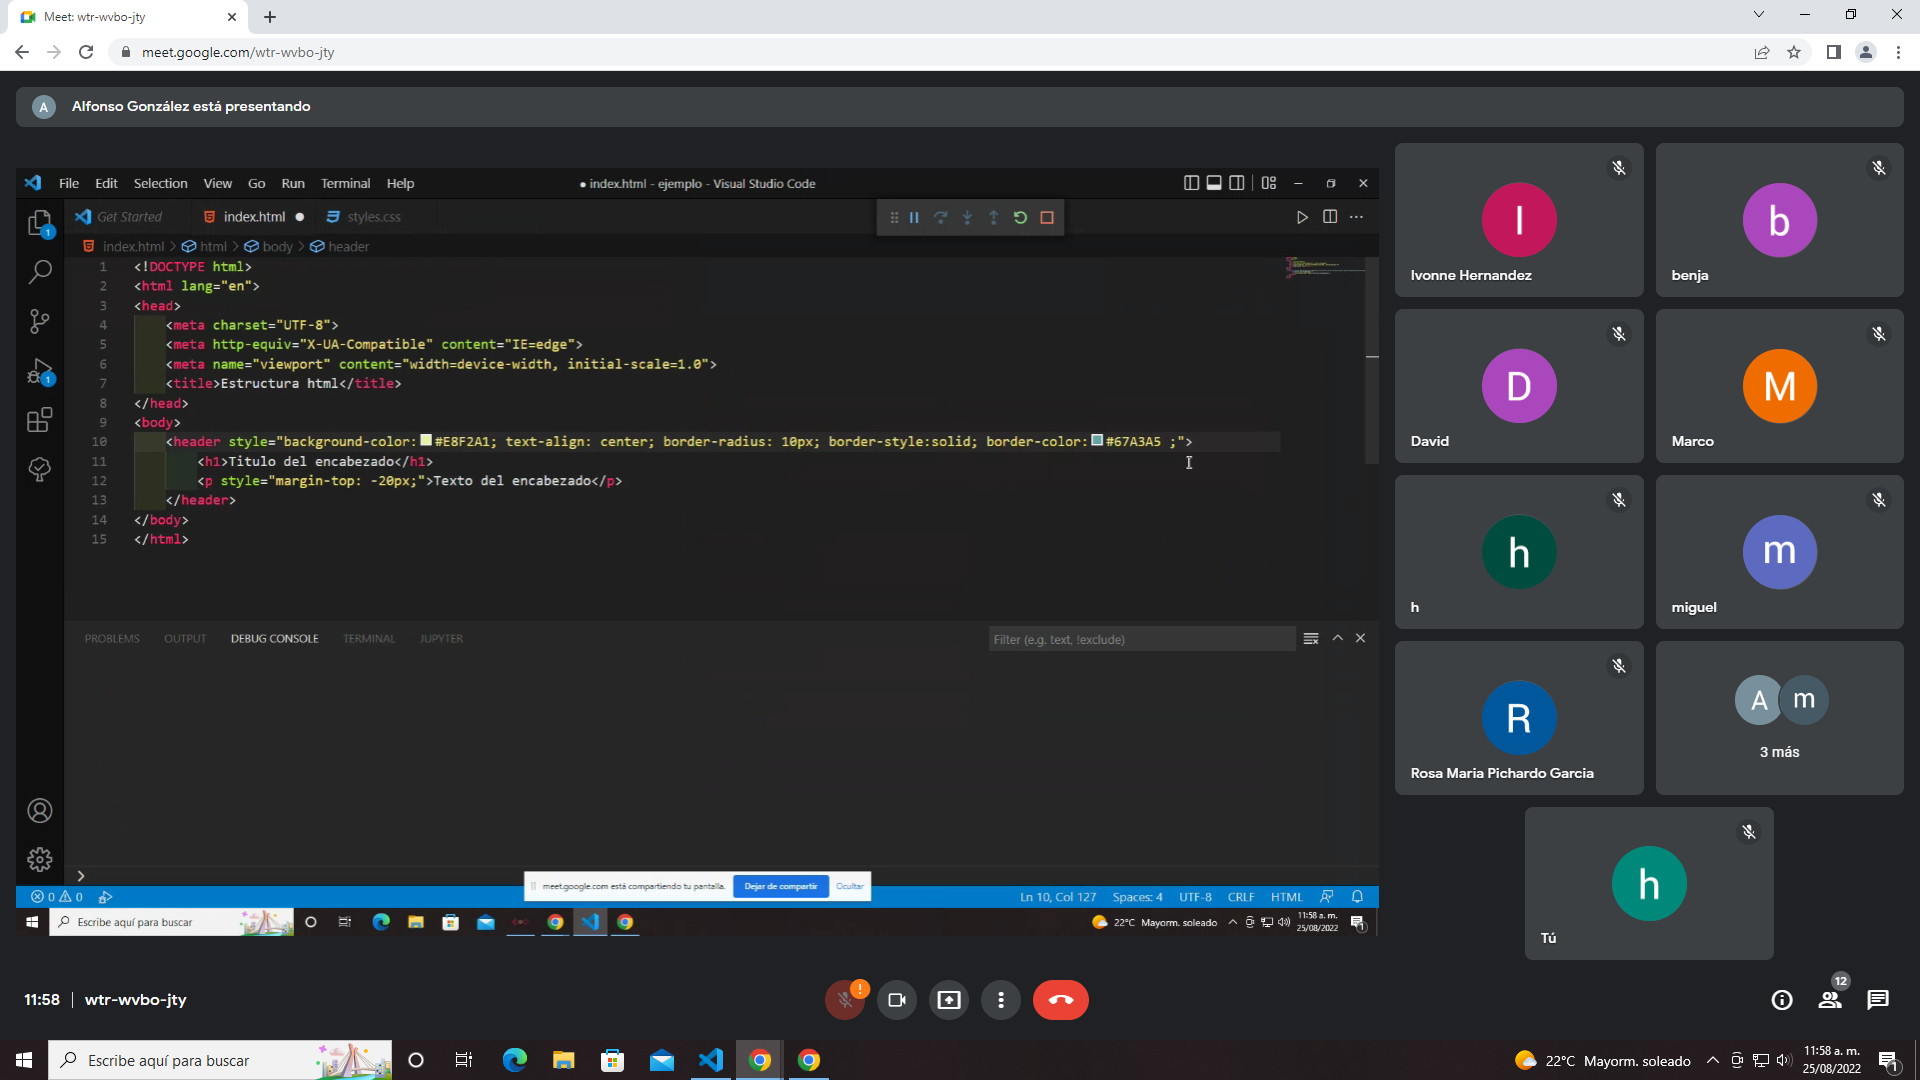 Meet: wtr-wvbo-jty
meet.google.com/wtr-wvbo-jty
A Alfonso González está presentando
File Edit Selection View Go Run Terminal Help
● index.html - ejemplo - Visual Studio Code
Get Started index.html ● styles.css
index.html > html > body > header
1 <!DOCTYPE html>
2 <html lang="en">
3 <head>
4 <meta charset="UTF-8">
5 <meta http-equiv="X-UA-Compatible" content="IE=edge">
6 <meta name="viewport" content="width=device-width, initial-scale=1.0">
7 <title>Estructura html</title>
8 </head>
9 <body>
10 <header style="background-color: #E8F2A1; text-align: center; border-radius: 10px; border-style:solid; border-color: #67A3A5 ;">
11 <h1>Titulo del encabezado</h1>
12 <p style="margin-top: -20px;">Texto del encabezado</p>
13 </header>
14 </body>
15 </html>
1
1
PROBLEMS OUTPUT DEBUG CONSOLE TERMINAL JUPYTER
Filter (e.g. text, !exclude)
meet.google.com está compartiendo tu pantalla. Dejar de compartir Ocultar
0 0
Ln 10, Col 127 Spaces: 4 UTF-8 CRLF HTML
Escribe aquí para buscar
22°C Mayorm. soleado
11:58 a. m.
25/08/2022
1
I
Ivonne Hernandez
b
benja
D
David
M
Marco
h
h
m
miguel
R
Rosa Maria Pichardo Garcia
A m
3 más
h
Tú
11:58 | wtr-wvbo-jty
!
12
Escribe aquí para buscar
22°C Mayorm. soleado
11:58 a. m.
25/08/2022
1